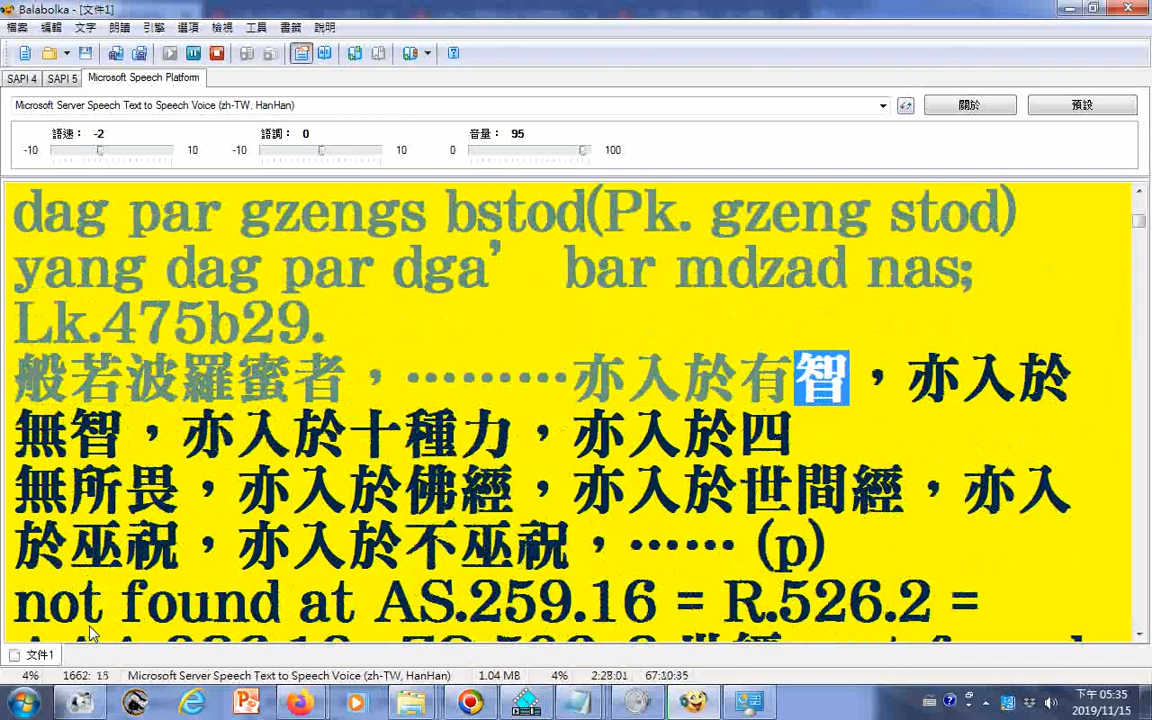 Balabolka - [文件1]
檔案 編輯 文字 朗讀 引擎 選項 檢視 工具 書籤 說明
SAPI 4 SAPI 5 Microsoft Speech Platform
Microsoft Server Speech Text to Speech Voice (zh-TW, HanHan) 關於 預設
語速： -2 語調： 0 音量： 95
-10 10 -10 10 0 100
dag par gzengs bstod(Pk. gzeng stod)
yang dag par dga’ bar mdzad nas;
Lk.475b29.
般若波羅蜜者，………亦入於有智，亦入於
無智，亦入於十種力，亦入於四
無所畏，亦入於佛經，亦入於世間經，亦入
於巫祝，亦入於不巫祝，…… (p)
not found at AS.259.16 = R.526.2 =
文件1
4% 1662: 15 Microsoft Server Speech Text to Speech Voice (zh-TW, HanHan) 1.04 MB 4% 2:28:01 67:10:35
下午 05:35
2019/11/15